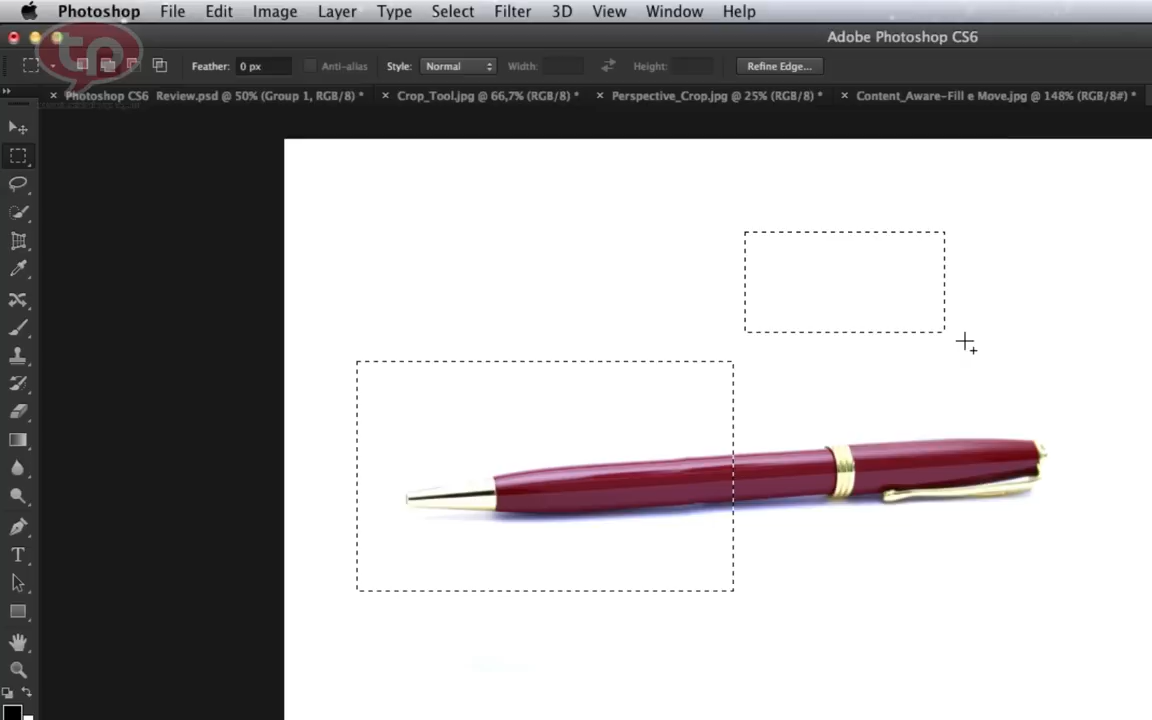 Photoshop File Edit Image Layer Type Select Filter 3D View Window Help
Adobe Photoshop CS6
tp
Feather: 0 px Anti-alias Style: Normal Width: Height: Refine Edge...
Photoshop CS6 Review.psd @ 50% (Group 1, RGB/8) * Crop_Tool.jpg @ 66,7% (RGB/8) * Perspective_Crop.jpg @ 25% (RGB/8) * Content_Aware-Fill e Move.jpg @ 148% (RGB/8#) *
T